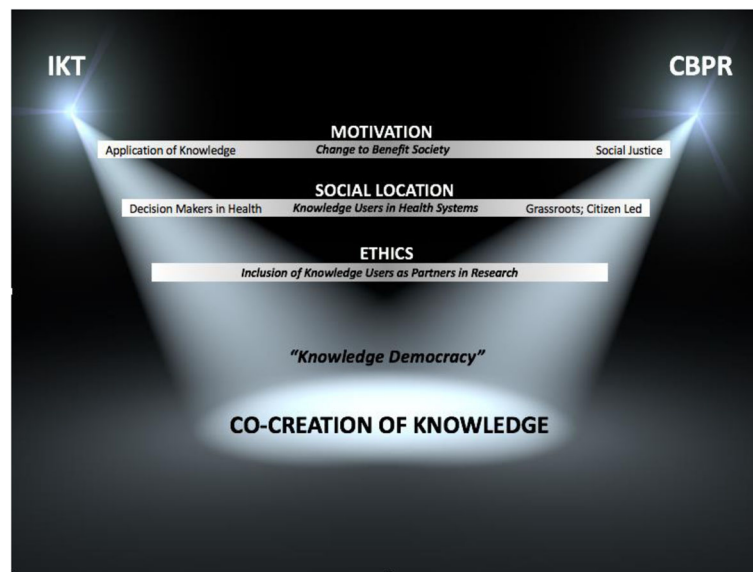 IKT
CBPR
MOTIVATION
Application of Knowledge Change to Benefit Society Social Justice
SOCIAL LOCATION
Decision Makers in Health Knowledge Users in Health Systems Grassroots; Citizen Led
ETHICS
Inclusion of Knowledge Users as Partners in Research
“Knowledge Democracy”
CO-CREATION OF KNOWLEDGE